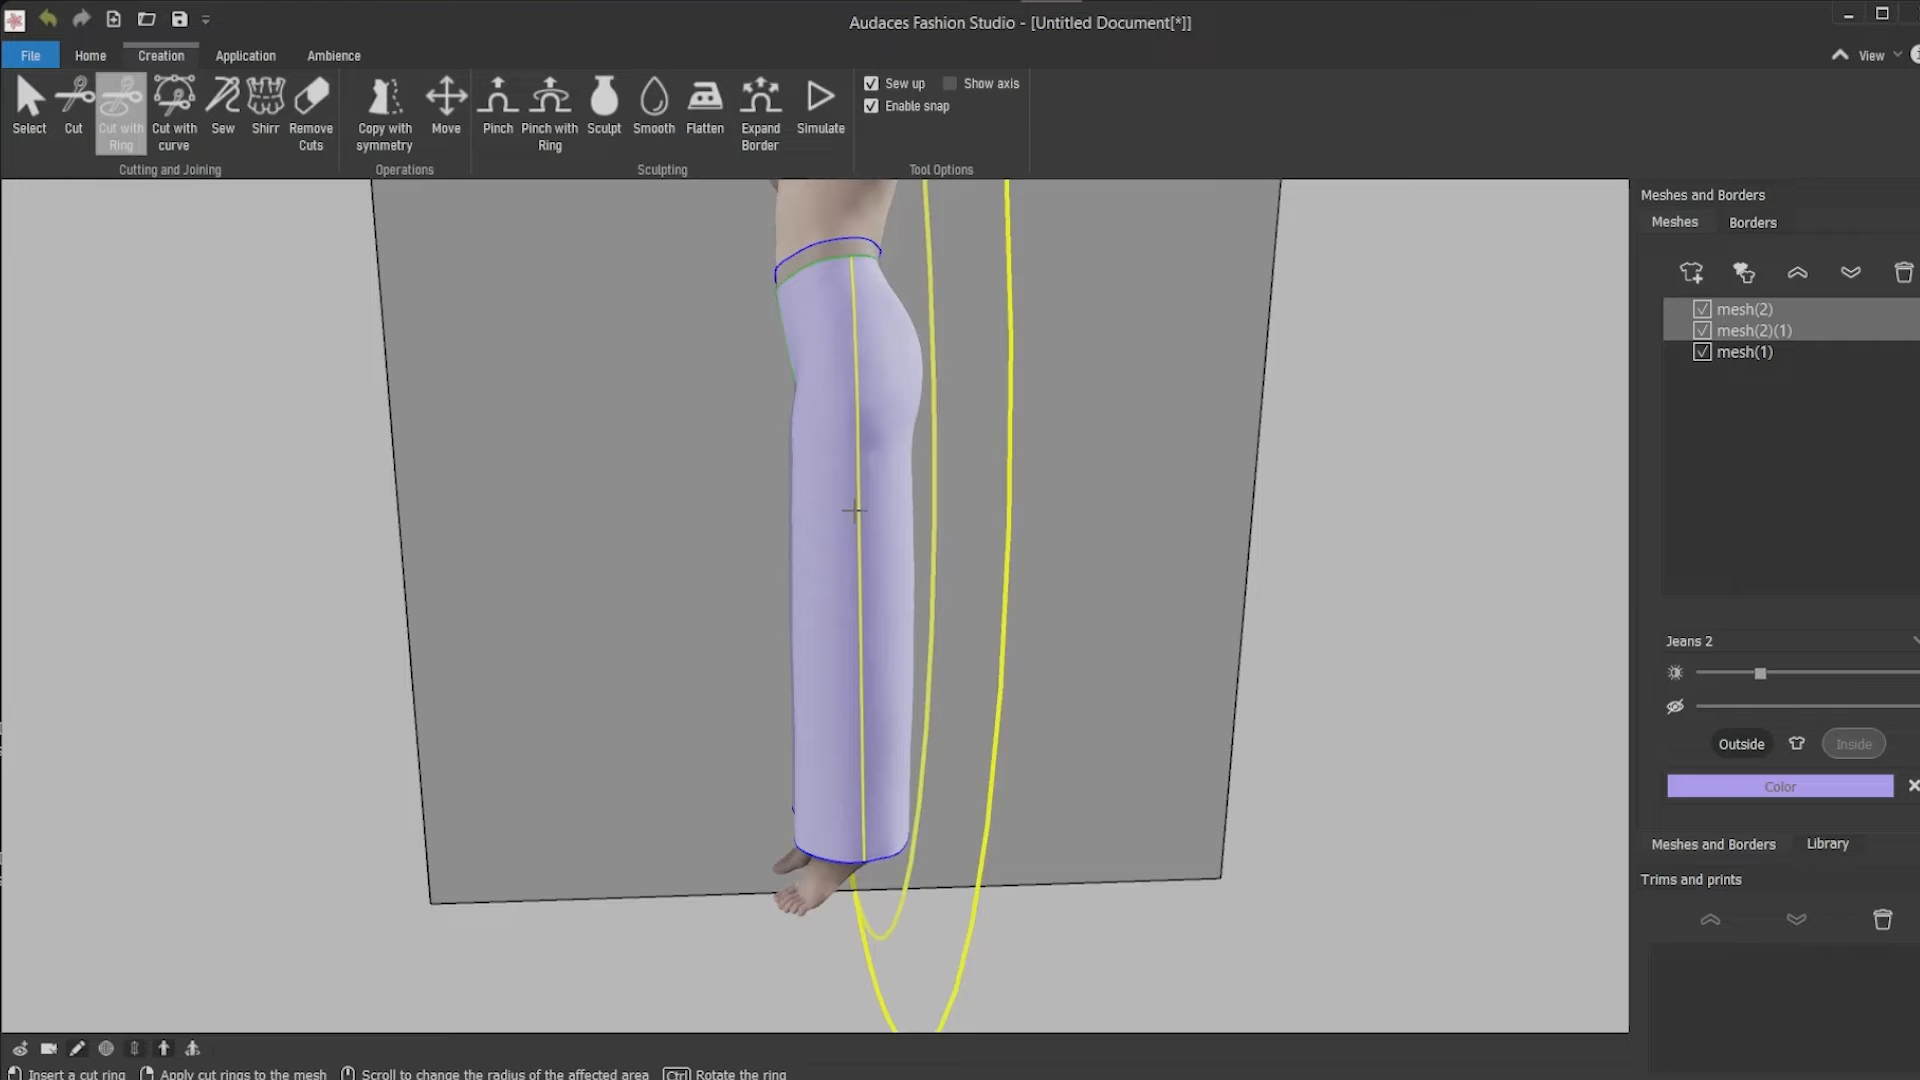 Audaces Fashion Studio - [Untitled Document[*]]
File Home Creation Application Ambience View
Select Cut Cut with Ring Cut with curve Sew Shirr Remove Cuts
Copy with symmetry Move
Pinch Pinch with Ring Sculpt Smooth Flatten Expand Border Simulate
Sew up Show axis
Enable snap
Cutting and Joining Operations Sculpting Tool Options
Meshes and Borders
Meshes Borders
mesh(2)
mesh(2)(1)
mesh(1)
Jeans 2
Outside Inside
Color
Meshes and Borders Library
Trims and prints
Insert a cut ring Apply cut rings to the mesh Scroll to change the radius of the affected area Ctrl Rotate the ring